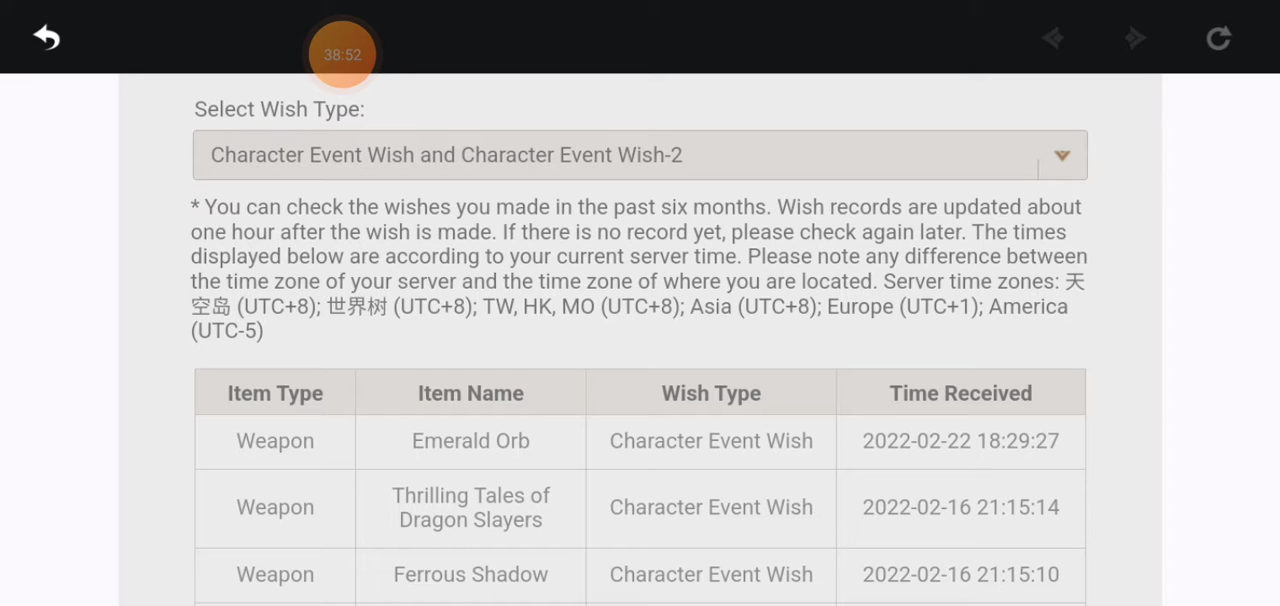 38:52
Select Wish Type:
Character Event Wish and Character Event Wish-2
* You can check the wishes you made in the past six months. Wish records are updated about
one hour after the wish is made. If there is no record yet, please check again later. The times
displayed below are according to your current server time. Please note any difference between
the time zone of your server and the time zone of where you are located. Server time zones: 天
空岛 (UTC+8); 世界树 (UTC+8); TW, HK, MO (UTC+8); Asia (UTC+8); Europe (UTC+1); America
(UTC-5)
Item Type Item Name Wish Type Time Received
Weapon Emerald Orb Character Event Wish 2022-02-22 18:29:27
Weapon Thrilling Tales of Dragon Slayers Character Event Wish 2022-02-16 21:15:14
Weapon Ferrous Shadow Character Event Wish 2022-02-16 21:15:10